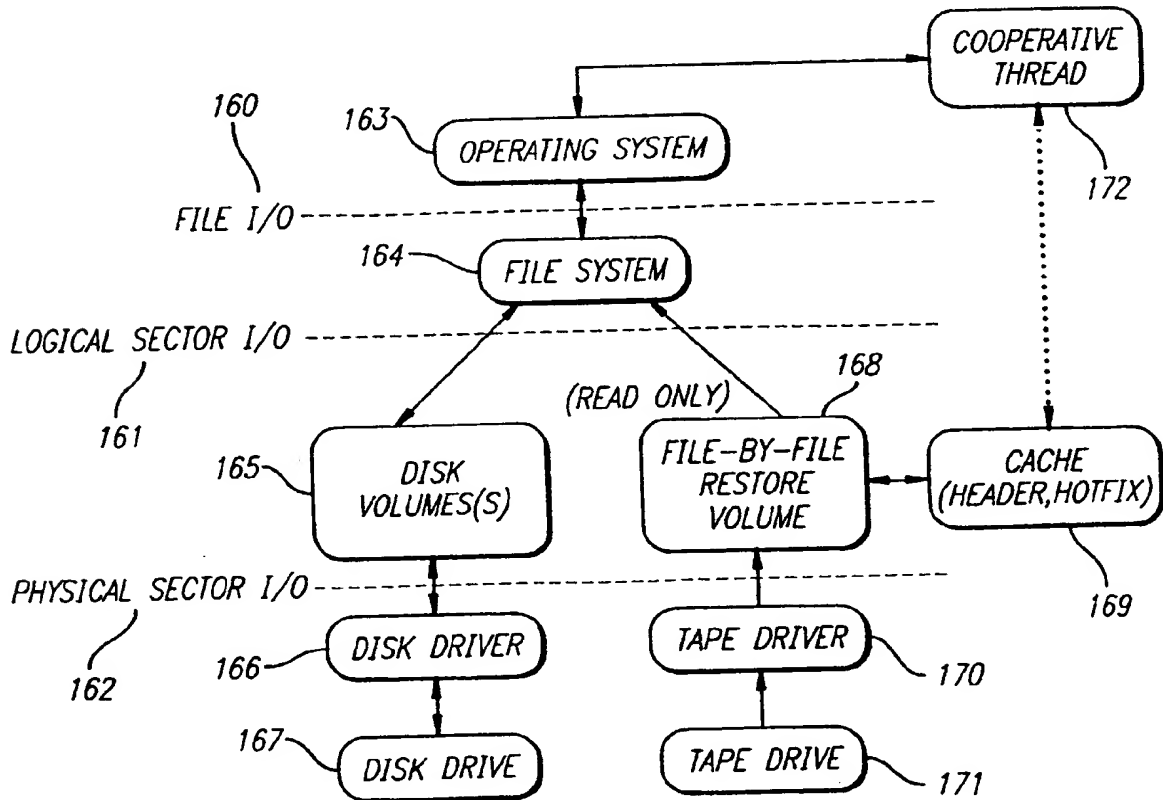 COOPERATIVE
THREAD
160
163
OPERATING SYSTEM
172
FILE I/O
164
FILE SYSTEM
LOGICAL SECTOR I/O
161
(READ ONLY)
168
165
DISK
VOLUMES(S)
FILE-BY-FILE
RESTORE
VOLUME
CACHE
(HEADER,HOTFIX)
169
PHYSICAL SECTOR I/O
162
166
DISK DRIVER
TAPE DRIVER
170
167
DISK DRIVE
TAPE DRIVE
171